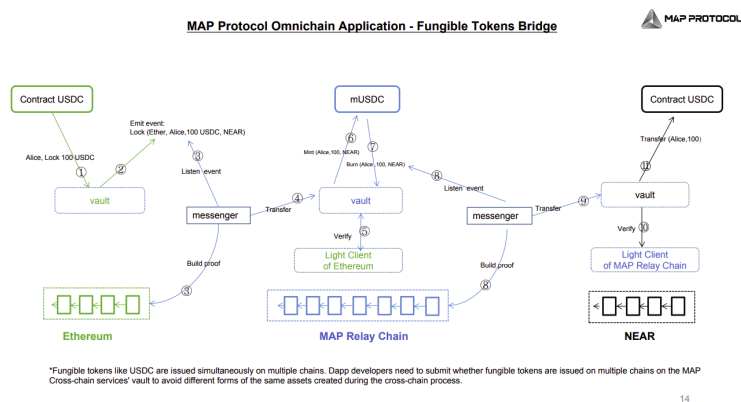 MAP Protocol Omnichain Application - Fungible Tokens Bridge
MAP PROTOCOL
Contract USDC
mUSDC
Contract USDC
Emit event:
Lock (Ether, Alice,100 USDC, NEAR)
Alice, Lock 100 USDC
①
②
③
Listen event
vault
messenger
④
Transfer
⑥
Mint (Alice,100, NEAR)
⑦
Burn (Alice ,100, NEAR)
vault
Verify
⑤
Light Client
of Ethereum
⑧
Listen event
messenger
Transfer
⑨
Transfer (Alice,100)
⑪
vault
Verify
⑩
Light Client
of MAP Relay Chain
Build proof
③
Build proof
⑧
Ethereum
MAP Relay Chain
NEAR
*Fungible tokens like USDC are issued simultaneously on multiple chains. Dapp developers need to submit whether fungible tokens are issued on multiple chains on the MAP
Cross-chain services' vault to avoid different forms of the same assets created during the cross-chain process.
14